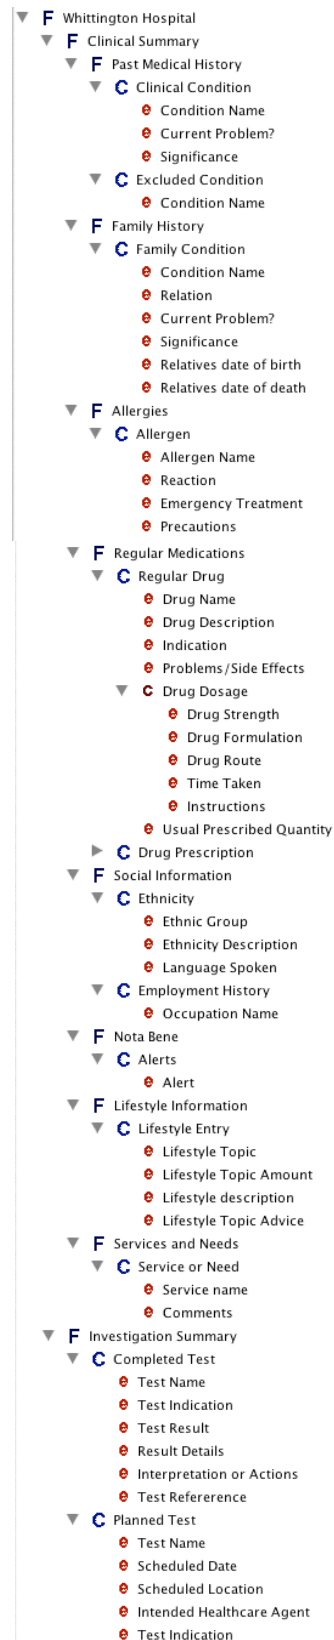 F Whittington Hospital
F Clinical Summary
F Past Medical History
C Clinical Condition
e Condition Name
e Current Problem?
e Significance
C Excluded Condition
e Condition Name
F Family History
C Family Condition
e Condition Name
e Relation
e Current Problem?
e Significance
e Relatives date of birth
e Relatives date of death
F Allergies
C Allergen
e Allergen Name
e Reaction
e Emergency Treatment
e Precautions
F Regular Medications
C Regular Drug
e Drug Name
e Drug Description
e Indication
e Problems/Side Effects
c Drug Dosage
e Drug Strength
e Drug Formulation
e Drug Route
e Time Taken
e Instructions
e Usual Prescribed Quantity
C Drug Prescription
F Social Information
C Ethnicity
e Ethnic Group
e Ethnicity Description
e Language Spoken
C Employment History
e Occupation Name
F Nota Bene
C Alerts
e Alert
F Lifestyle Information
C Lifestyle Entry
e Lifestyle Topic
e Lifestyle Topic Amount
e Lifestyle description
e Lifestyle Topic Advice
F Services and Needs
C Service or Need
e Service name
e Comments
F Investigation Summary
C Completed Test
e Test Name
e Test Indication
e Test Result
e Result Details
e Interpretation or Actions
e Test Refererence
C Planned Test
e Test Name
e Scheduled Date
e Scheduled Location
e Intended Healthcare Agent
e Test Indication